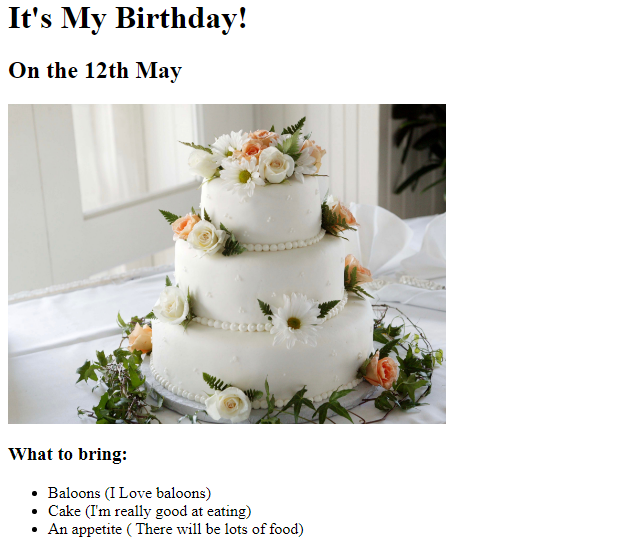 It's My Birthday!
On the 12th May
What to bring:
Baloons (I Love baloons)
Cake (I'm really good at eating)
An appetite ( There will be lots of food)